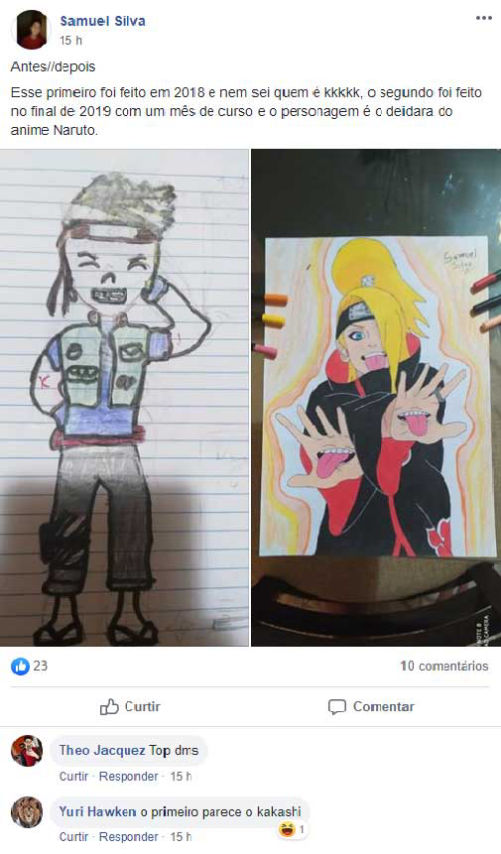 Samuel Silva
15 h
Antes//depois
Esse primeiro foi feito em 2018 e nem sei quem é kkkkk, o segundo foi feito
no final de 2019 com um mês de curso e o personagem é o deidara do
anime Naruto.
Samuel
Silva
23
10 comentários
Curtir
Comentar
Theo Jacquez Top dms
Curtir · Responder · 15 h
Yuri Hawken o primeiro parece o kakashi
1
Curtir · Responder · 15 h